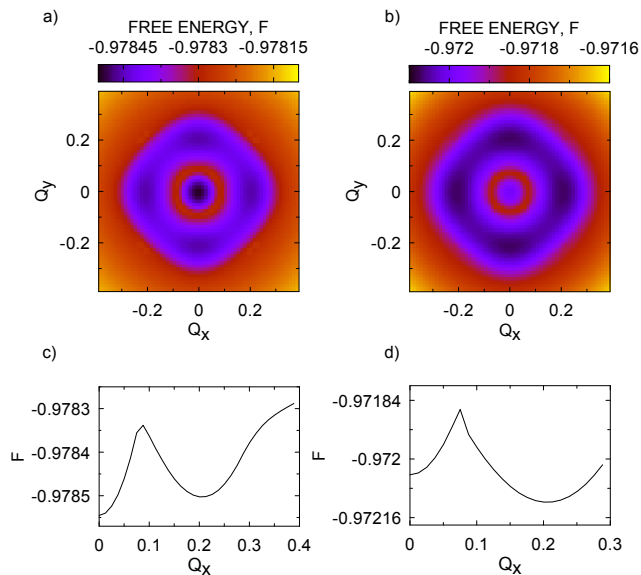 a)
FREE ENERGY, F
-0.97845 -0.9783 -0.97815
0.2
0
-0.2
Qy
-0.2 0 0.2
Qx
b)
FREE ENERGY, F
-0.972 -0.9718 -0.9716
0.2
0
-0.2
Qy
-0.2 0 0.2
Qx
c)
-0.9783
-0.9784
-0.9785
F
0 0.1 0.2 0.3 0.4
Qx
d)
-0.97184
-0.972
-0.97216
F
0 0.1 0.2 0.3
Qx